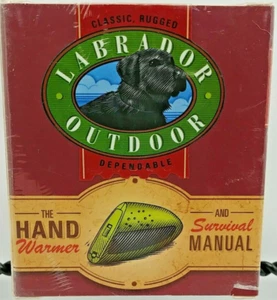 CLASSIC, RUGGED
LABRADOR
OUTDOOR
DEPENDABLE
THE
HAND
Warmer
AND
Survival
MANUAL